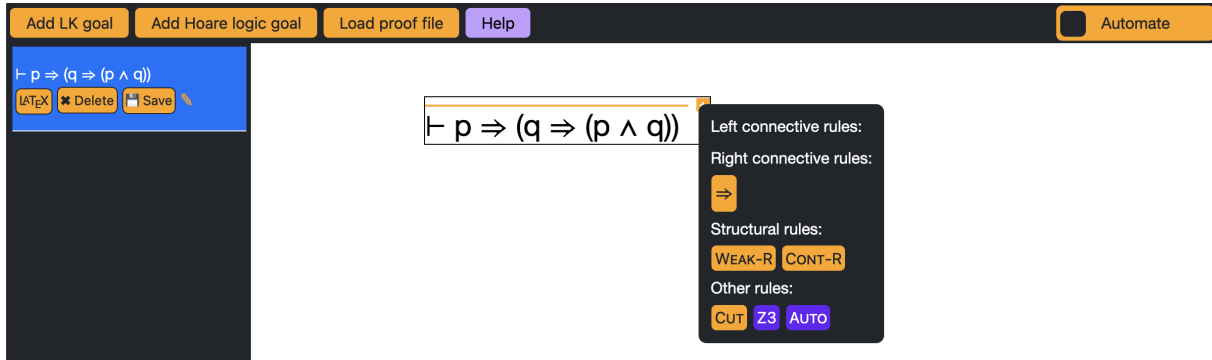 Add LK goal Add Hoare logic goal Load proof file Help Automate
⊢ p ⇒ (q ⇒ (p ∧ q))
LATEX ✖ Delete 💾 Save ✎
⊢ p ⇒ (q ⇒ (p ∧ q))
+
Left connective rules:
Right connective rules:
⇒
Structural rules:
WEAK-R CONT-R
Other rules:
CUT Z3 AUTO